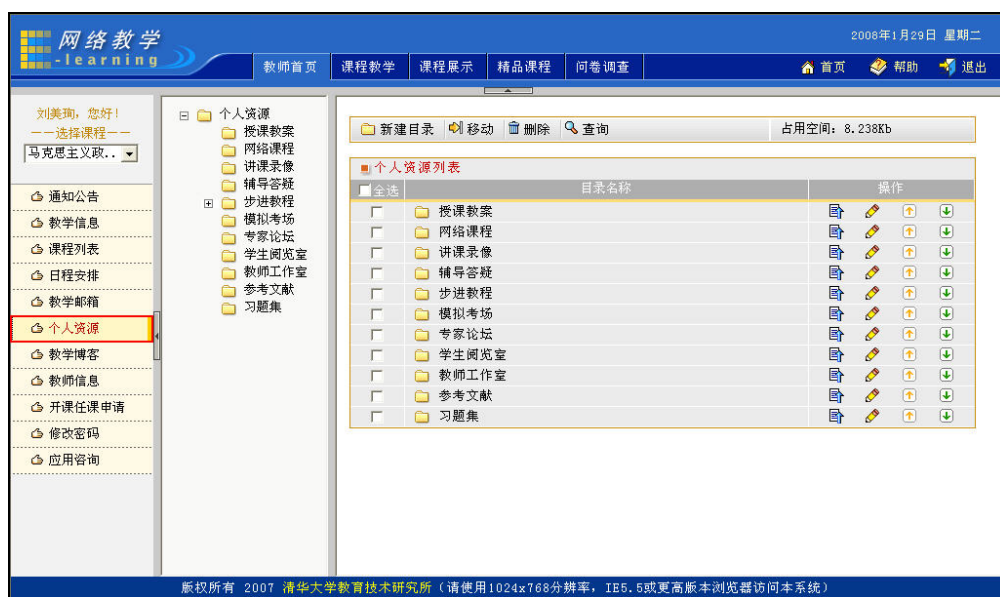 网络教学
-learning
2008年1月29日 星期二
教师首页 课程教学 课程展示 精品课程 问卷调查 首页 帮助 退出
刘美珣，您好！
——选择课程——
马克思主义政..
通知公告
教学信息
课程列表
日程安排
教学邮箱
个人资源
教学博客
教师信息
开课任课申请
修改密码
应用咨询
个人资源
授课教案
网络课程
讲课录像
辅导答疑
步进教程
模拟考场
专家论坛
学生阅览室
教师工作室
参考文献
习题集
新建目录 移动 删除 查询 占用空间：8.238Kb
个人资源列表
全选 目录名称 操作
授课教案
网络课程
讲课录像
辅导答疑
步进教程
模拟考场
专家论坛
学生阅览室
教师工作室
参考文献
习题集
版权所有 2007 清华大学教育技术研究所（请使用1024x768分辨率，IE5.5或更高版本浏览器访问本系统）